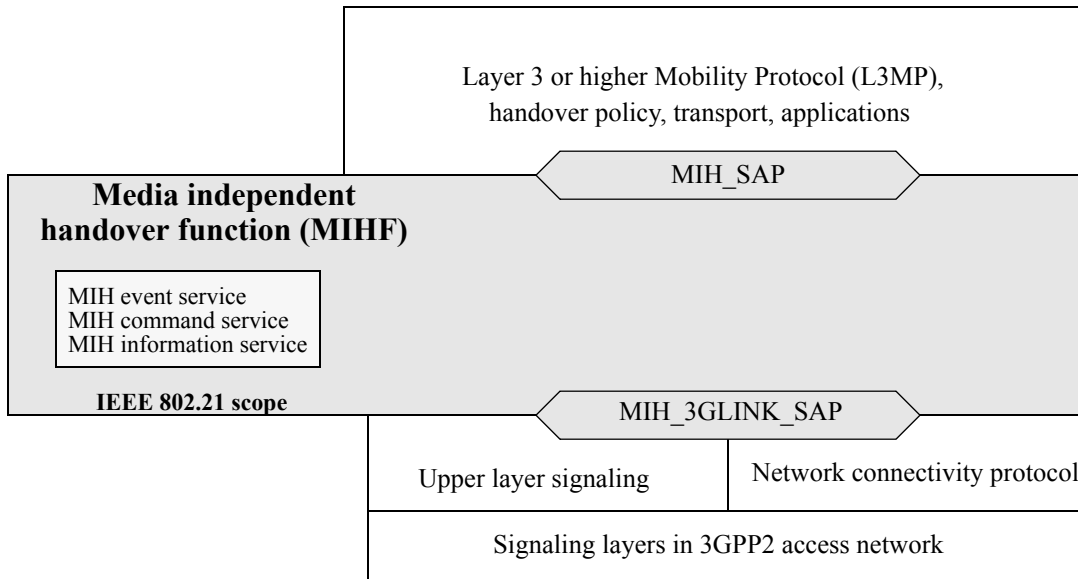 Layer 3 or higher Mobility Protocol (L3MP),
handover policy, transport, applications
MIH_SAP
Media independent
handover function (MIHF)
MIH event service
MIH command service
MIH information service
IEEE 802.21 scope
MIH_3GLINK_SAP
Upper layer signaling
Network connectivity protocol
Signaling layers in 3GPP2 access network